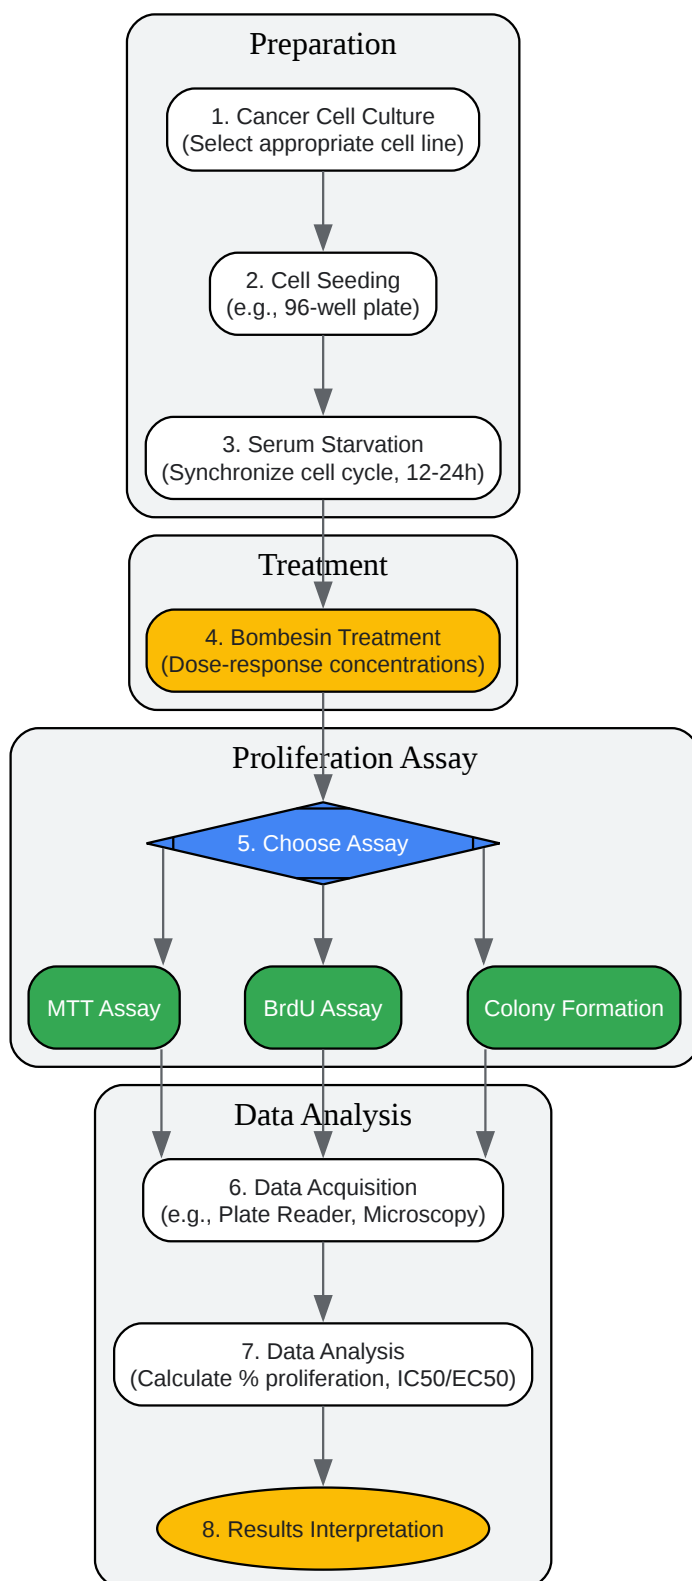 Preparation
1. Cancer Cell Culture
(Select appropriate cell line)
2. Cell Seeding
(e.g., 96-well plate)
3. Serum Starvation
(Synchronize cell cycle, 12-24h)
Treatment
4. Bombesin Treatment
(Dose-response concentrations)
Proliferation Assay
5. Choose Assay
MTT Assay
BrdU Assay
Colony Formation
Data Analysis
6. Data Acquisition
(e.g., Plate Reader, Microscopy)
7. Data Analysis
(Calculate % proliferation, IC50/EC50)
8. Results Interpretation